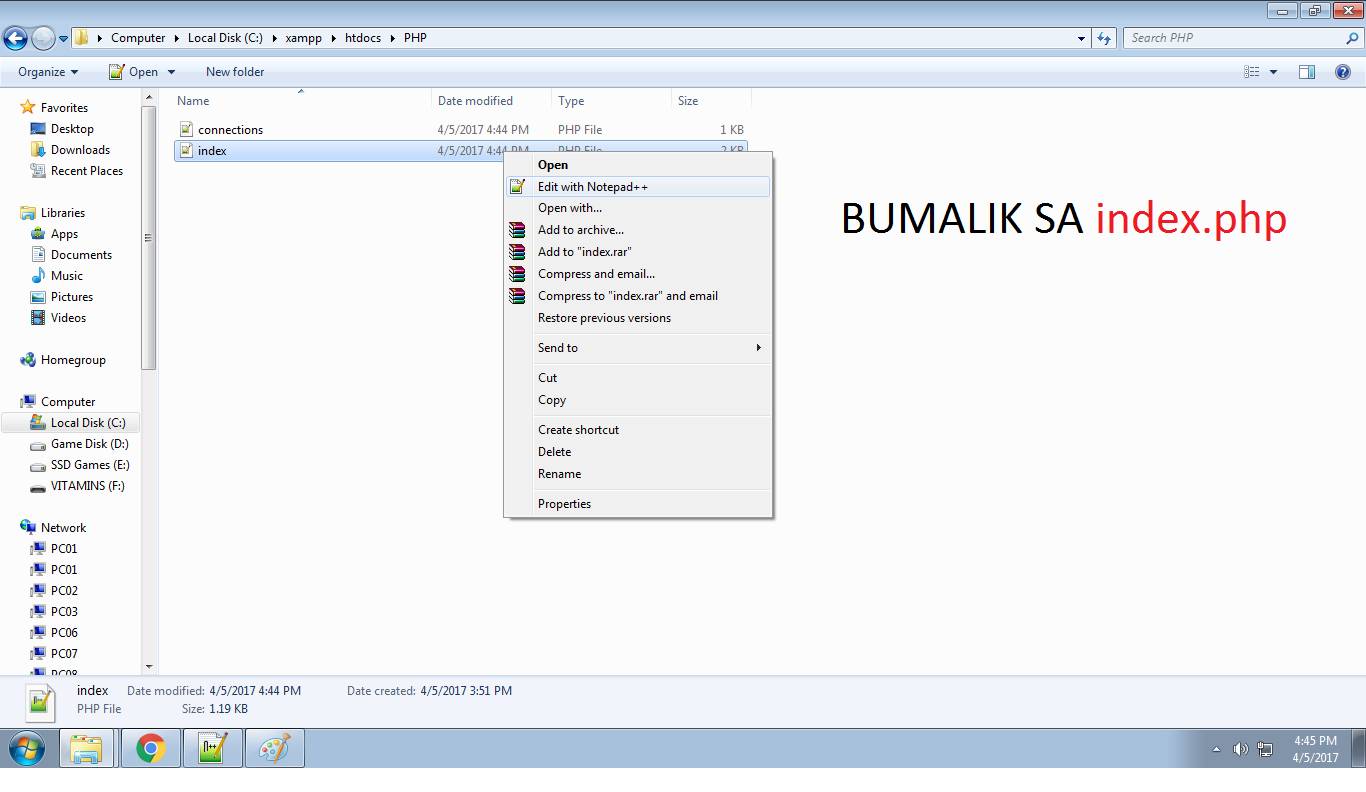 Computer Local Disk (C:) xampp htdocs PHP
Search PHP
Organize Open New folder
Name Date modified Type Size
connections 4/5/2017 4:44 PM PHP File 1 KB
index 4/5/2017 4:44 PM PHP File 2 KB
Favorites
Desktop
Downloads
Recent Places
Libraries
Apps
Documents
Music
Pictures
Videos
Homegroup
Computer
Local Disk (C:)
Game Disk (D:)
SSD Games (E:)
VITAMINS (F:)
Network
PC01
PC01
PC02
PC03
PC06
PC07
PC08
Open
Edit with Notepad++
Open with...
Add to archive...
Add to "index.rar"
Compress and email...
Compress to "index.rar" and email
Restore previous versions
Send to
Cut
Copy
Create shortcut
Delete
Rename
Properties
BUMALIK SA index.php
index Date modified: 4/5/2017 4:44 PM Date created: 4/5/2017 3:51 PM
PHP File Size: 1.19 KB
4:45 PM
4/5/2017